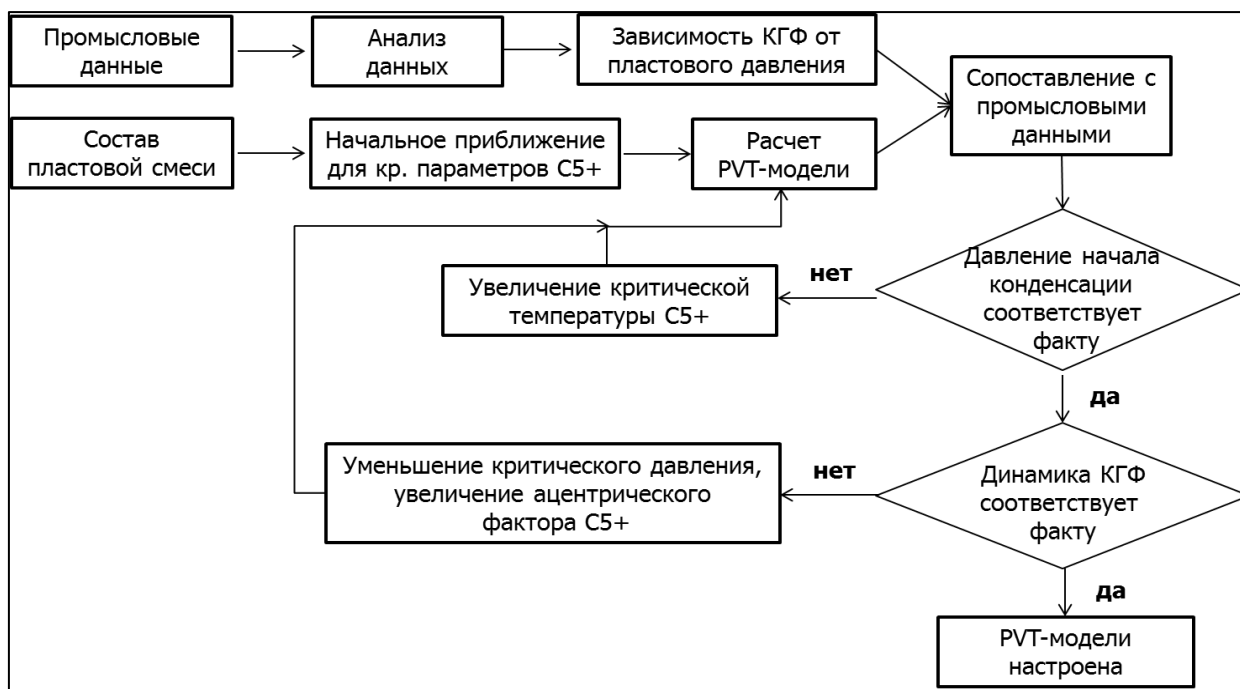 Промысловые
данные
Анализ
данных
Зависимость КГФ от
пластового давления
Сопоставление с
промысловыми
данными
Состав
пластовой смеси
Начальное приближение
для кр. параметров С5+
Расчет
PVT-модели
Давление начала
конденсации
соответствует
факту
нет
Увеличение критической
температуры С5+
да
Динамика КГФ
соответствует
факту
нет
Уменьшение критического давления,
увеличение ацентрического
фактора С5+
да
PVT-модели
настроена